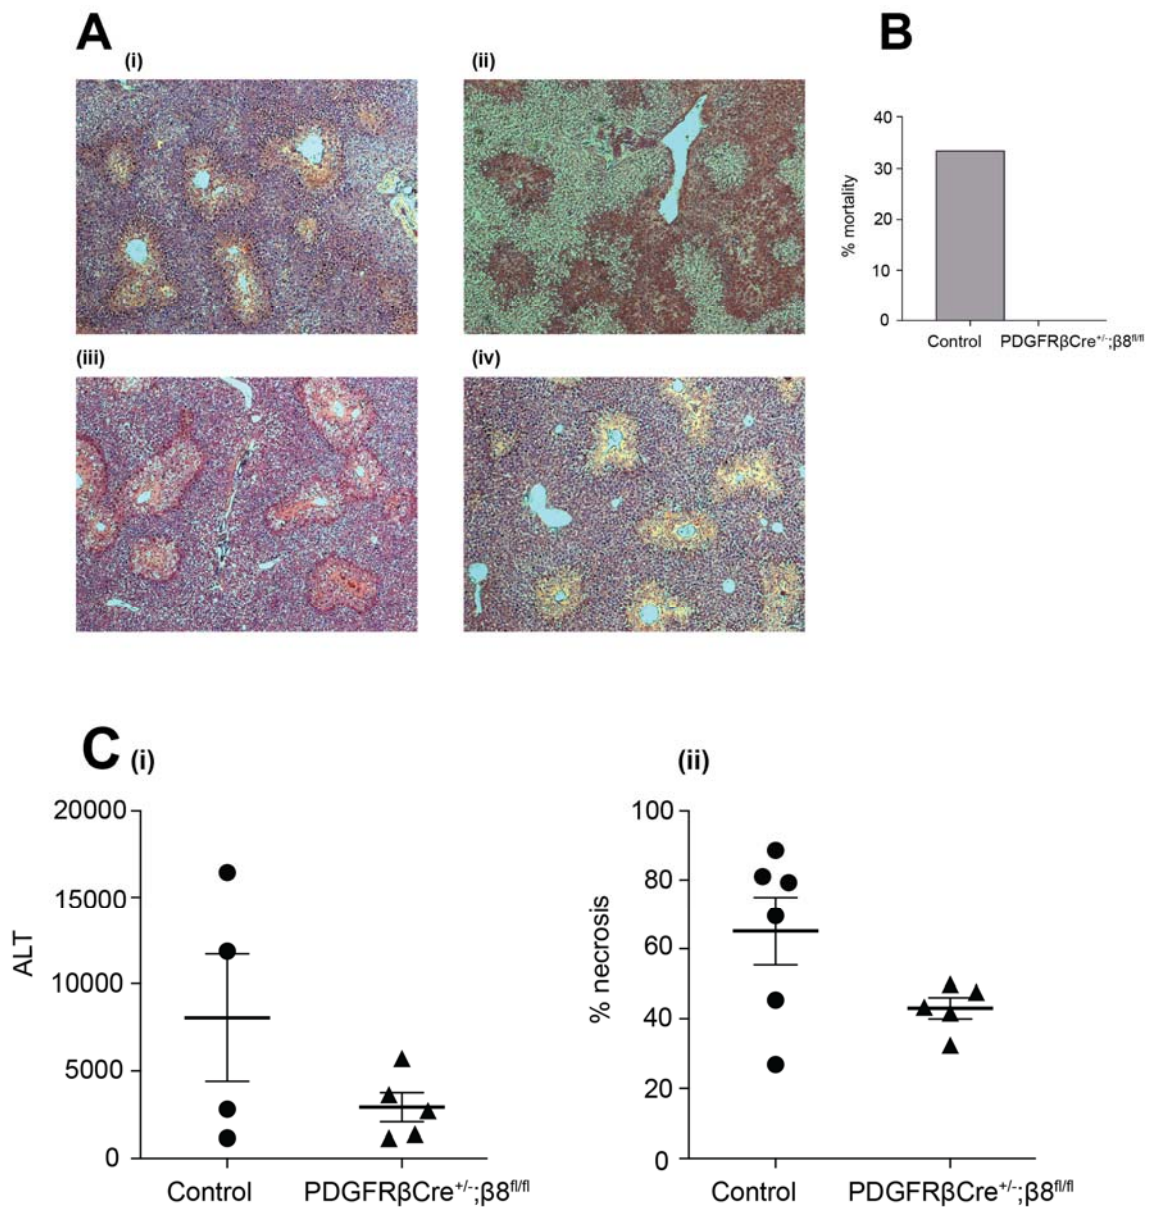 A
(i)
(ii)
(iii)
(iv)
B
40
30
20
10
0
% mortality
Control
PDGFRβCre+/-;β8fl/fl
C
(i)
20000
15000
10000
5000
0
ALT
Control
PDGFRβCre+/-;β8fl/fl
(ii)
100
80
60
40
20
0
% necrosis
Control
PDGFRβCre+/-;β8fl/fl